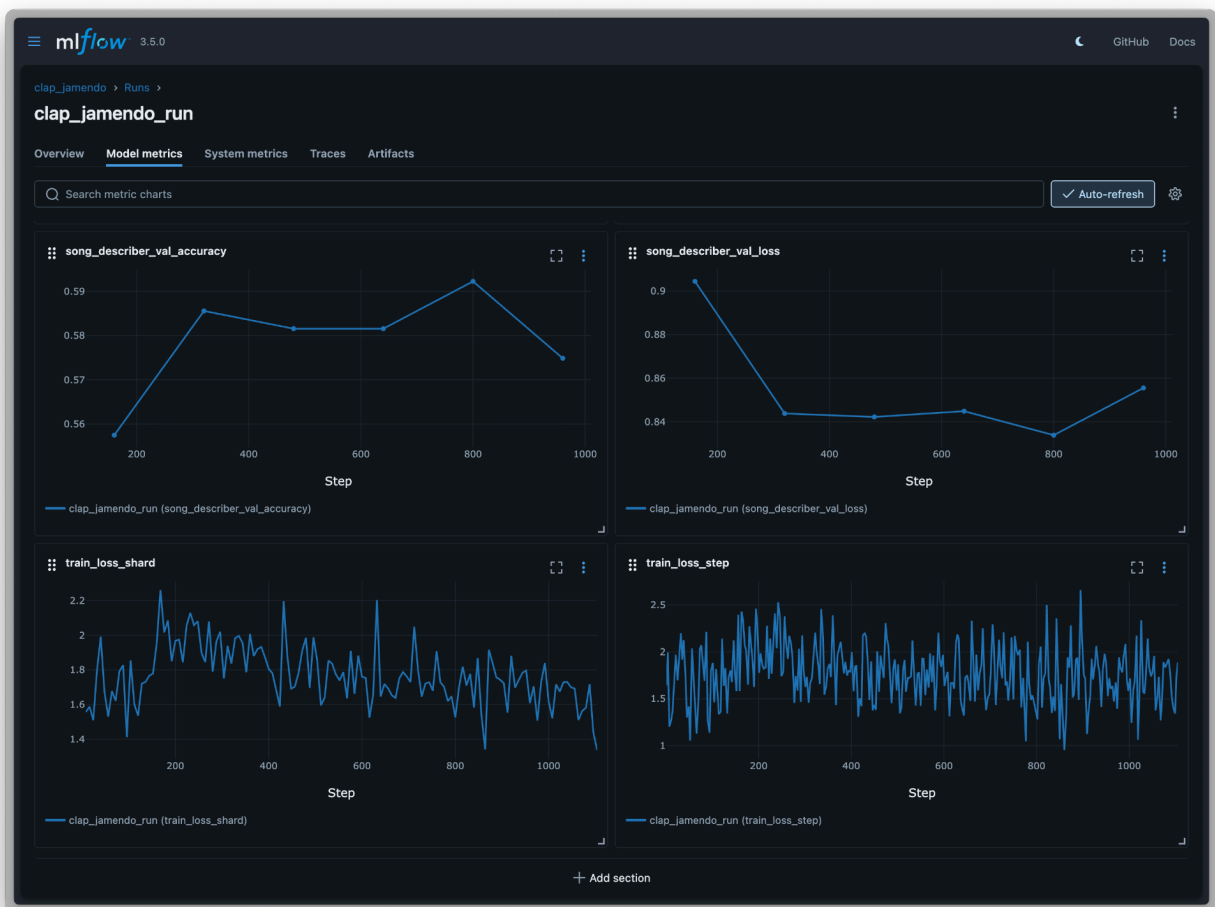 mlflow 3.5.0 GitHub Docs
clap_jamendo > Runs >
clap_jamendo_run
Overview Model metrics System metrics Traces Artifacts
Search metric charts Auto-refresh
song_describer_val_accuracy
0.59
0.58
0.57
0.56
200 400 600 800 1000
Step
clap_jamendo_run (song_describer_val_accuracy)
song_describer_val_loss
0.9
0.88
0.86
0.84
200 400 600 800 1000
Step
clap_jamendo_run (song_describer_val_loss)
train_loss_shard
2.2
2
1.8
1.6
1.4
200 400 600 800 1000
Step
clap_jamendo_run (train_loss_shard)
train_loss_step
2.5
2
1.5
1
200 400 600 800 1000
Step
clap_jamendo_run (train_loss_step)
+ Add section